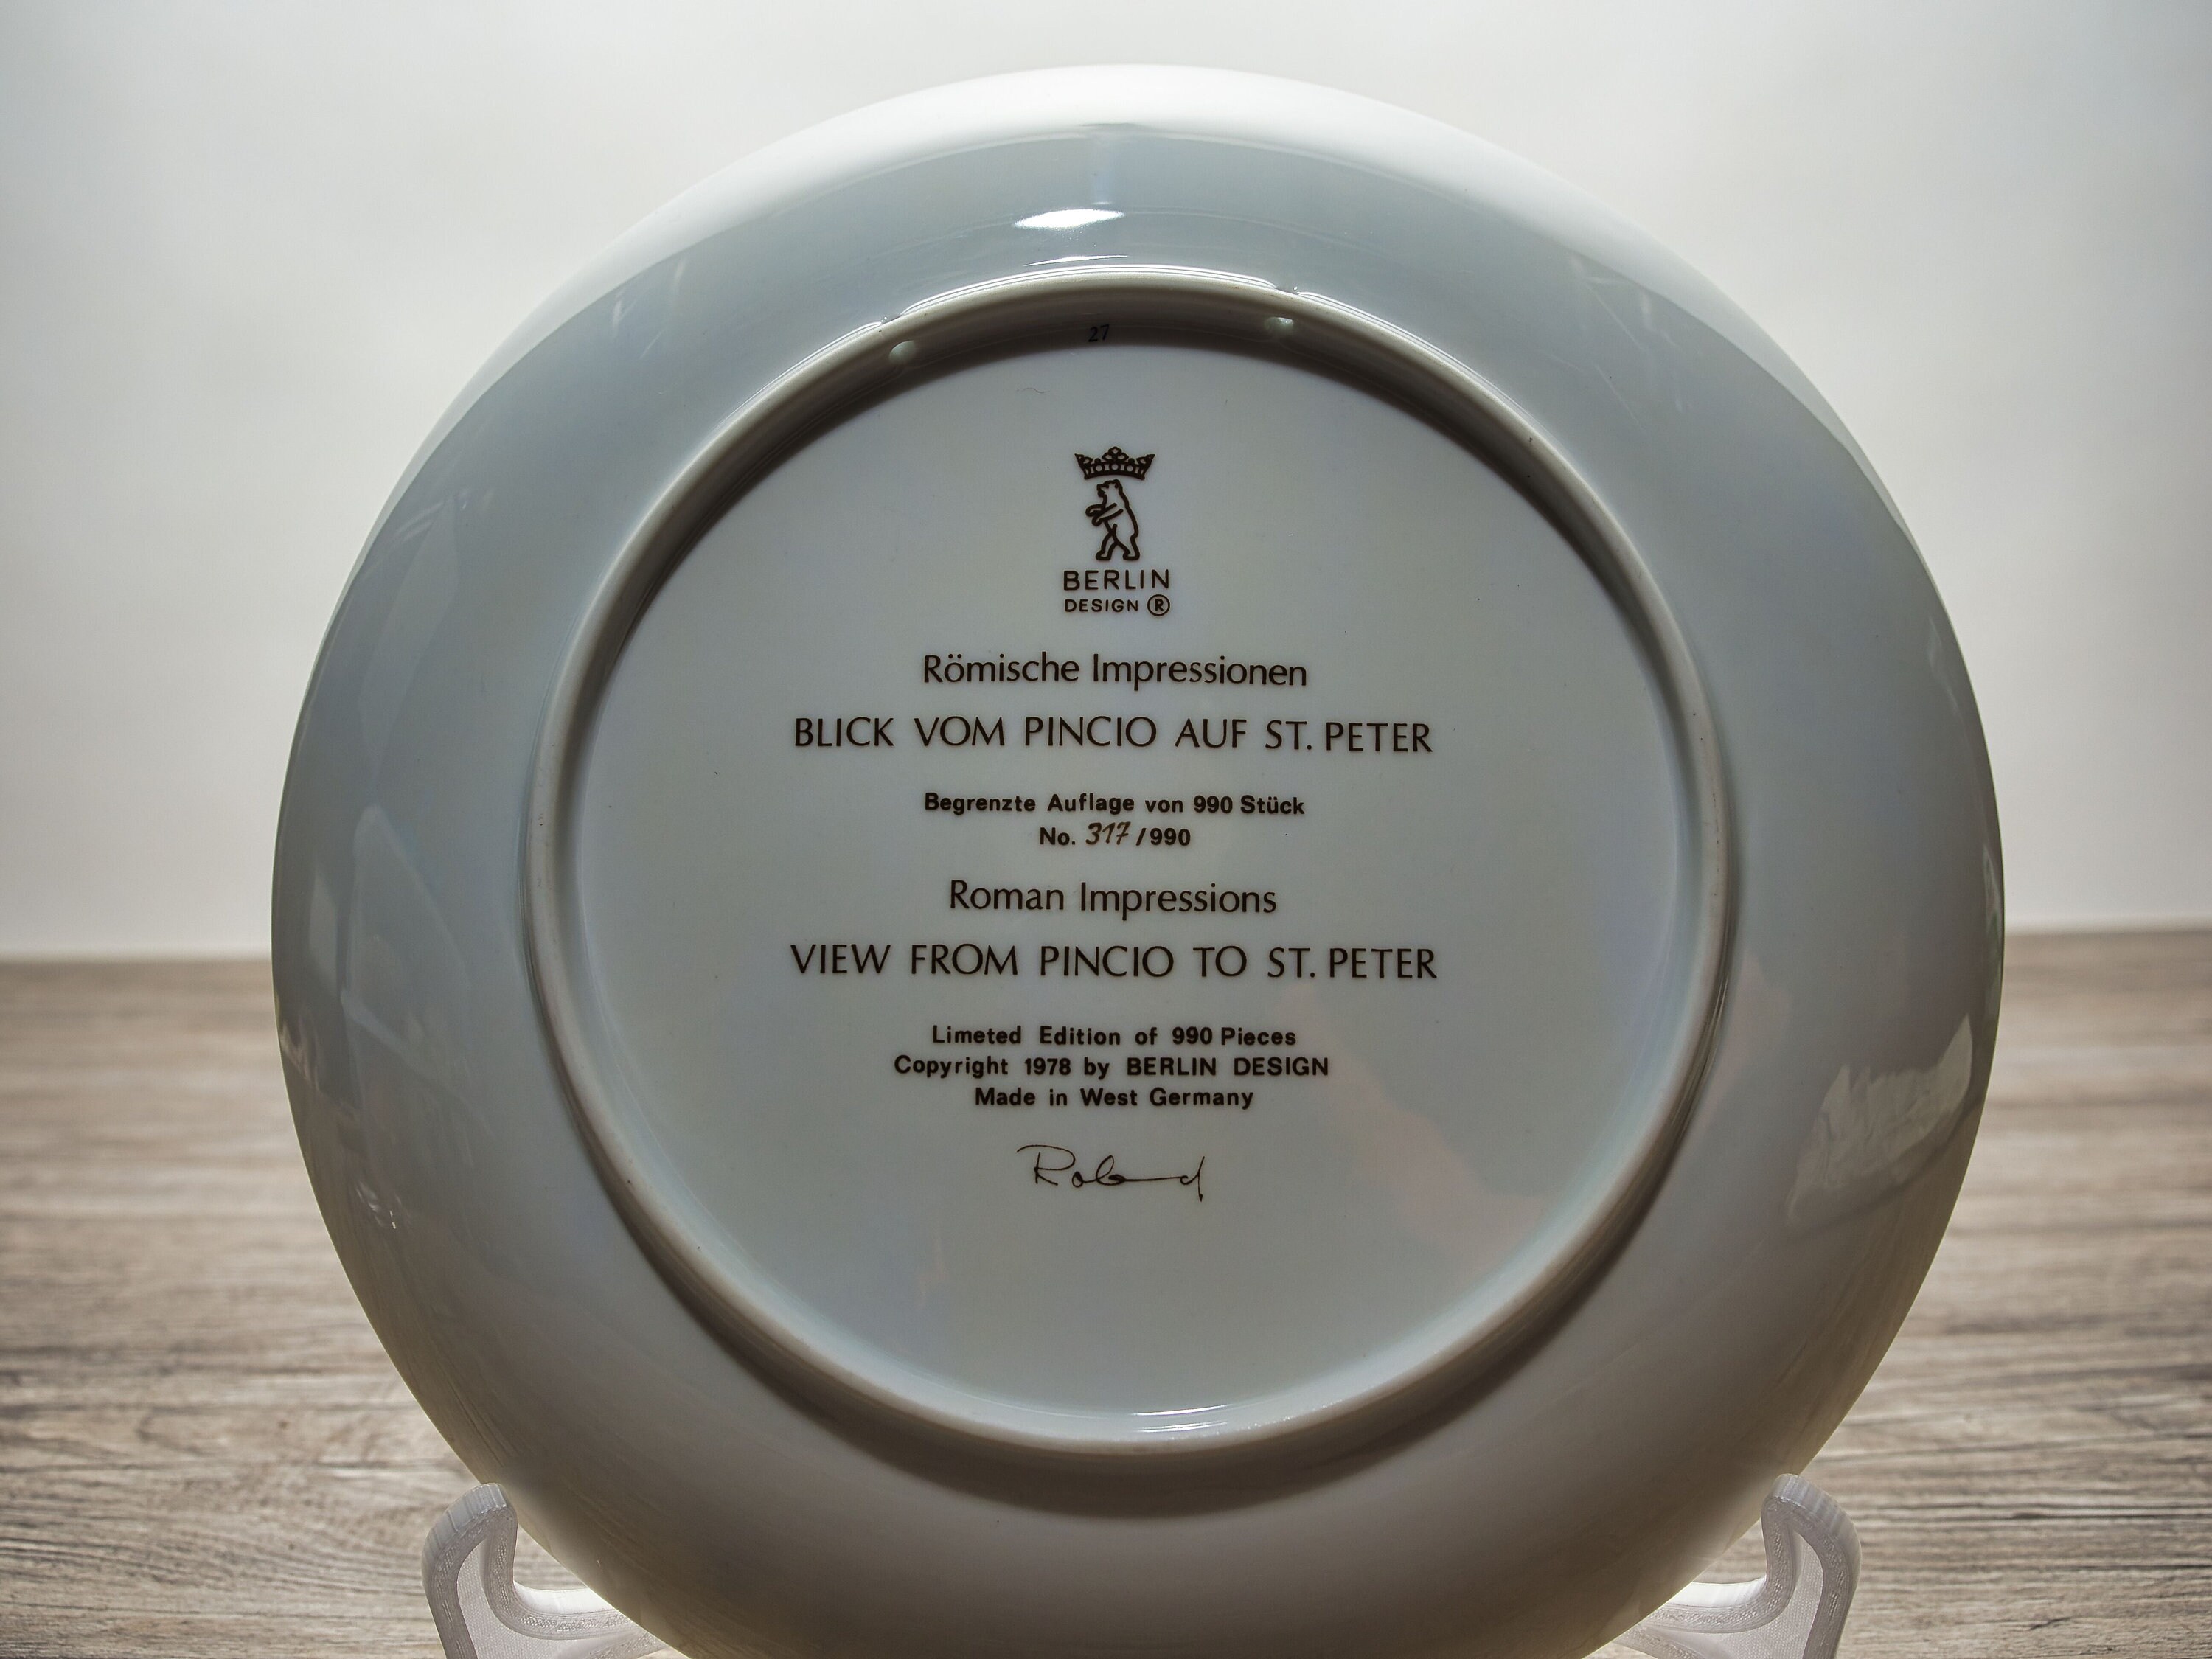 27
BERLIN
DESIGN ®
Römische Impressionen
BLICK VOM PINCIO AUF ST. PETER
Begrenzte Auflage von 990 Stück
No. 317/990
Roman Impressions
VIEW FROM PINCIO TO ST. PETER
Limeted Edition of 990 Pieces
Copyright 1978 by BERLIN DESIGN
Made in West Germany
Roland